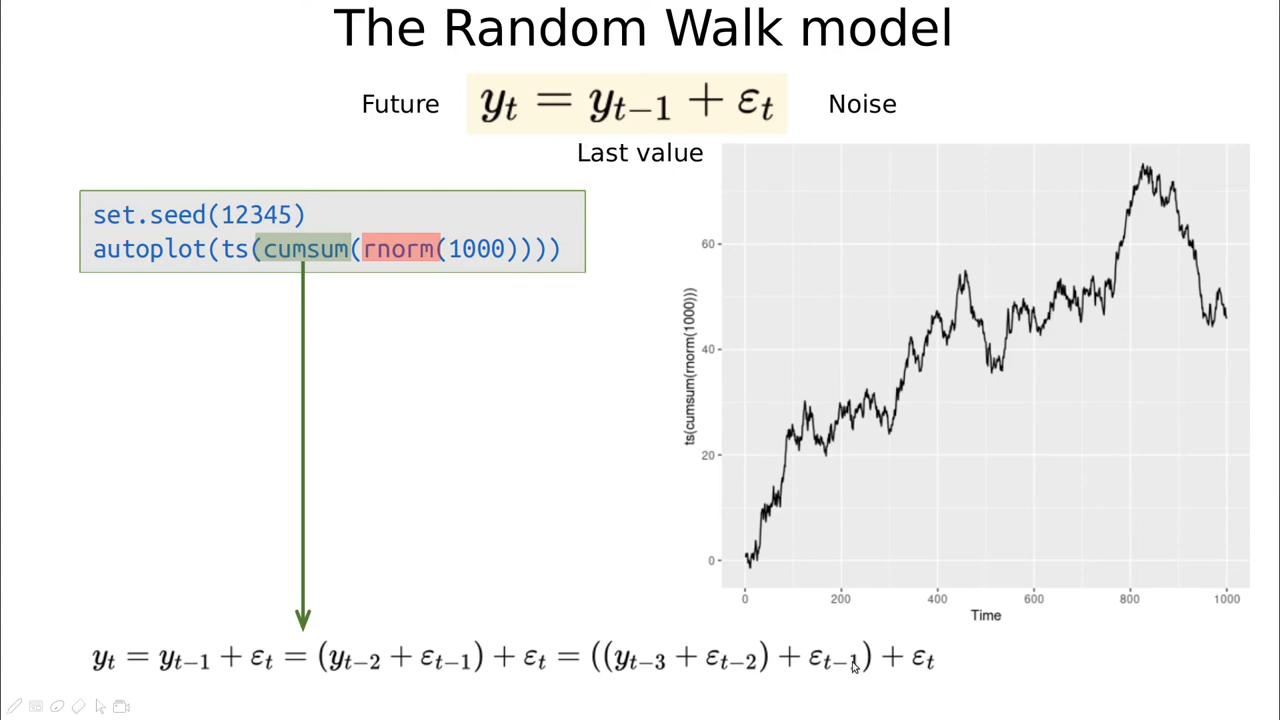 The Random Walk model
Future y_t = y_{t−1} + ε_t Noise
Last value
set.seed(12345)
autoplot(ts(cumsum(rnorm(1000))))
ts(cumsum(rnorm(1000)))
60
40
20
0
0 200 400 600 800 1000
Time
y_t = y_{t−1} + ε_t = (y_{t−2} + ε_{t−1}) + ε_t = ((y_{t−3} + ε_{t−2}) + ε_{t−1}) + ε_t